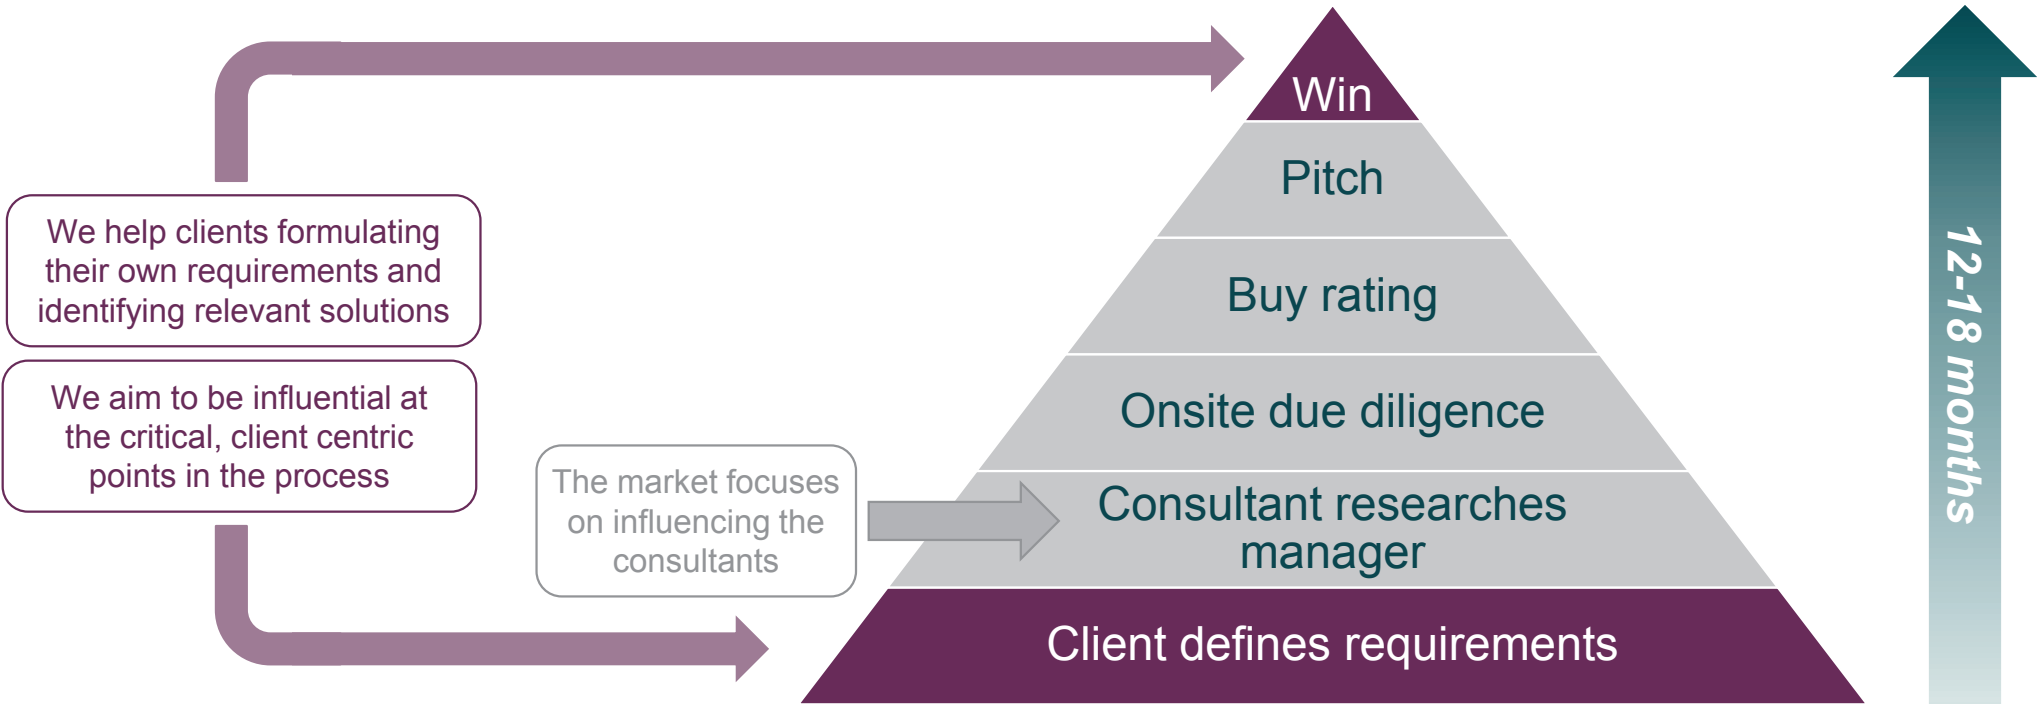 We help clients formulating
their own requirements and
identifying relevant solutions
We aim to be influential at
the critical, client centric
points in the process
The market focuses
on influencing the
consultants
Win
Pitch
Buy rating
Onsite due diligence
Consultant researches
manager
Client defines requirements
12-18 months